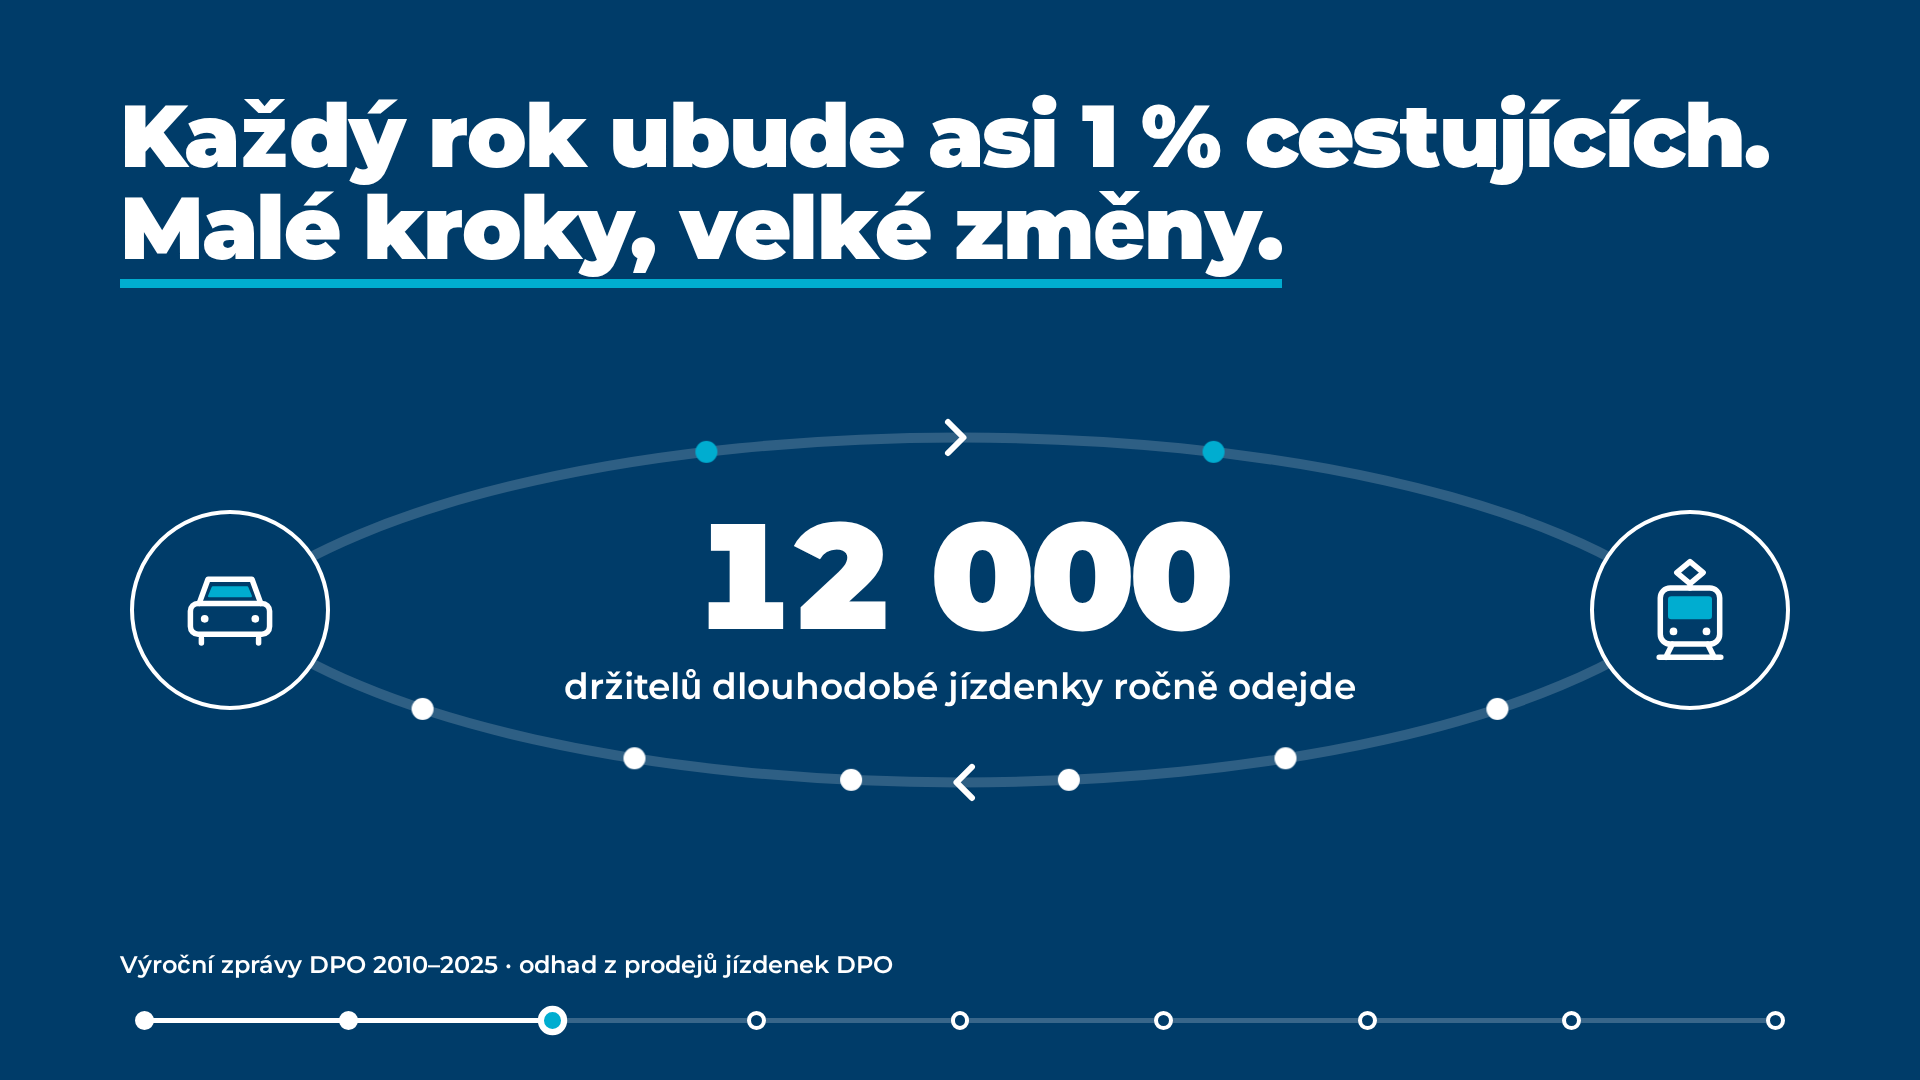 Každý rok ubude asi 1 % cestujících.
Malé kroky, velké změny.
12 000
držitelů dlouhodobé jízdenky ročně odejde
Výroční zprávy DPO 2010–2025 · odhad z prodejů jízdenek DPO